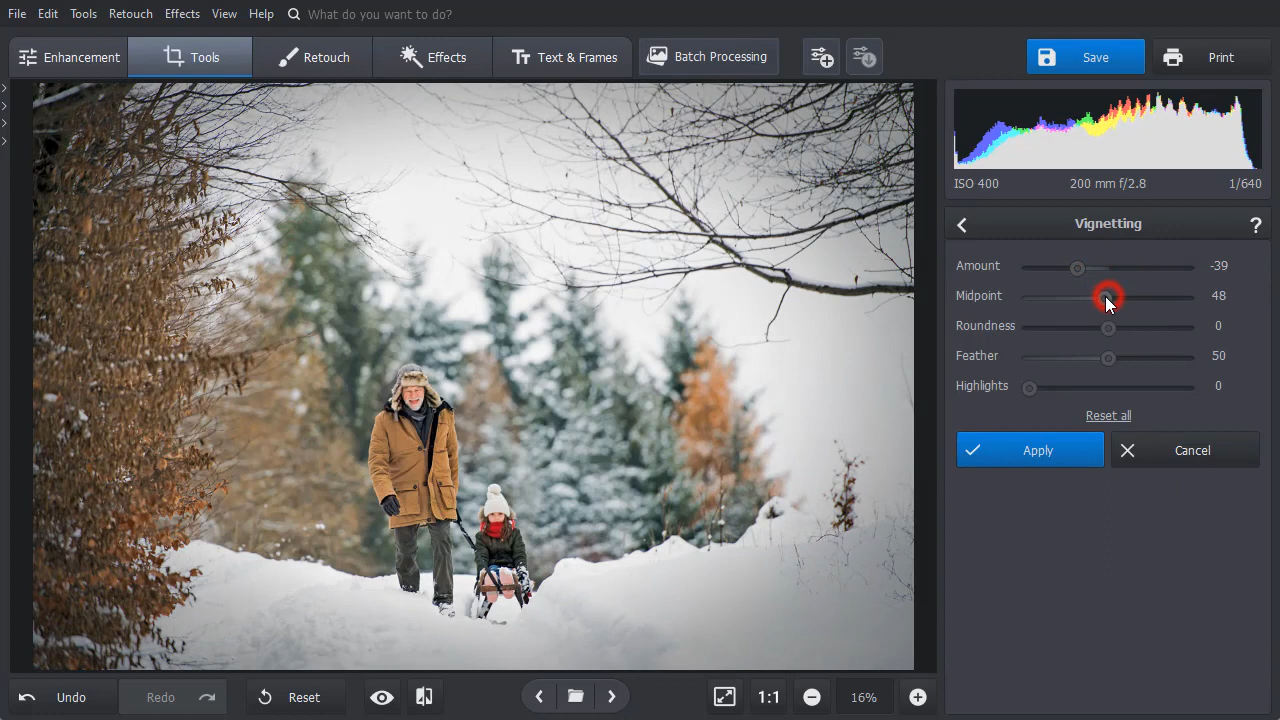 File Edit Tools Retouch Effects View Help What do you want to do?
Enhancement Tools Retouch Effects Text & Frames Batch Processing Save Print
ISO 400 200 mm f/2.8 1/640
Vignetting ?
Amount -39
Midpoint 48
Roundness 0
Feather 50
Highlights 0
Reset all
Apply Cancel
Undo Redo Reset 1:1 16%